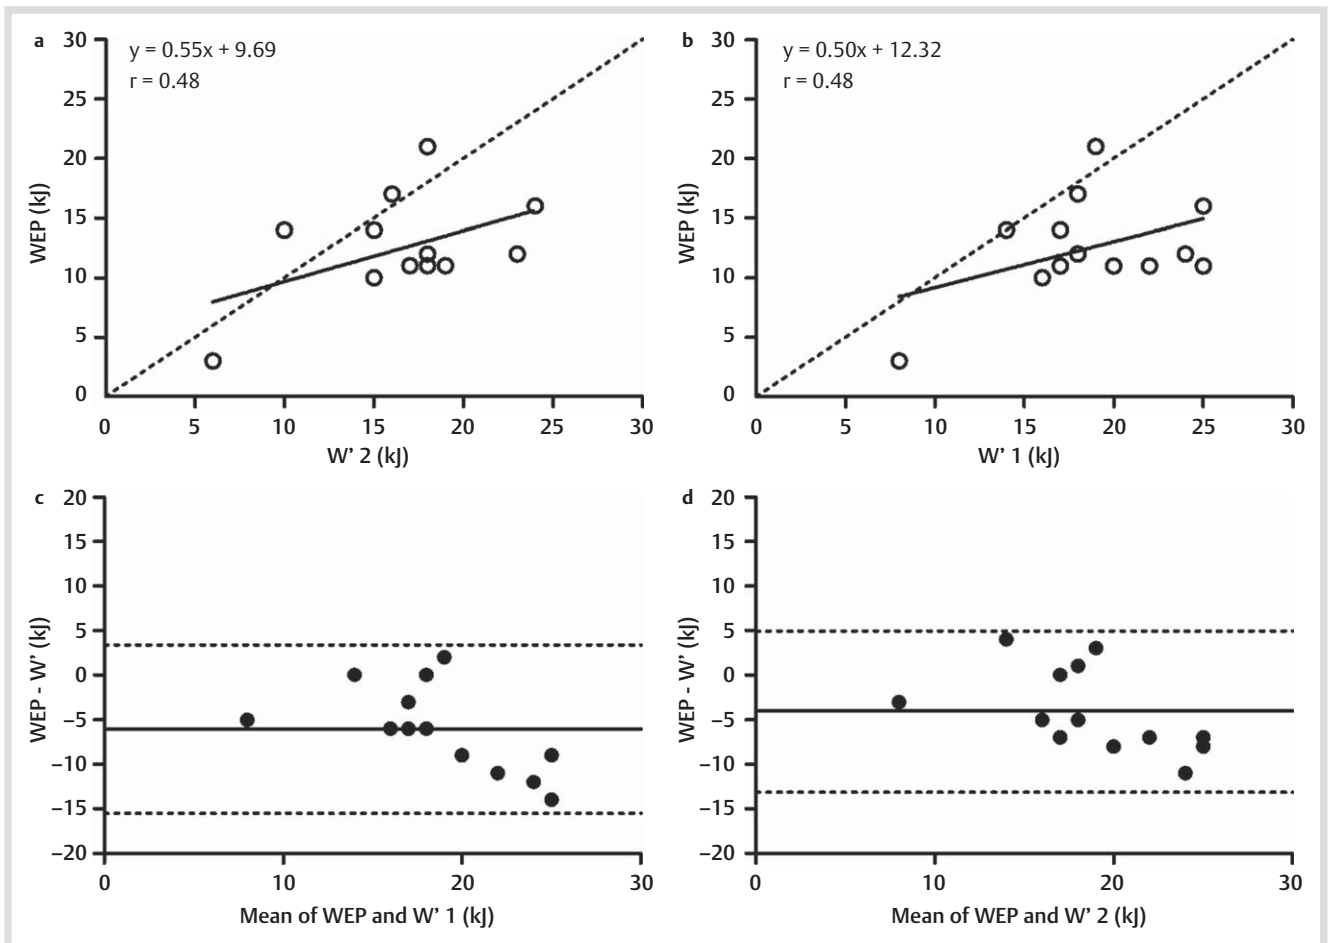 a
y = 0.55x + 9.69
r = 0.48
WEP (kJ)
30
25
20
15
10
5
0
0 5 10 15 20 25 30
W' 2 (kJ)
b
y = 0.50x + 12.32
r = 0.48
WEP (kJ)
30
25
20
15
10
5
0
0 5 10 15 20 25 30
W' 1 (kJ)
c
WEP - W' (kJ)
20
15
10
5
0
−5
−10
−15
−20
0 10 20 30
Mean of WEP and W' 1 (kJ)
d
WEP - W' (kJ)
20
15
10
5
0
−5
−10
−15
−20
0 10 20 30
Mean of WEP and W' 2 (kJ)